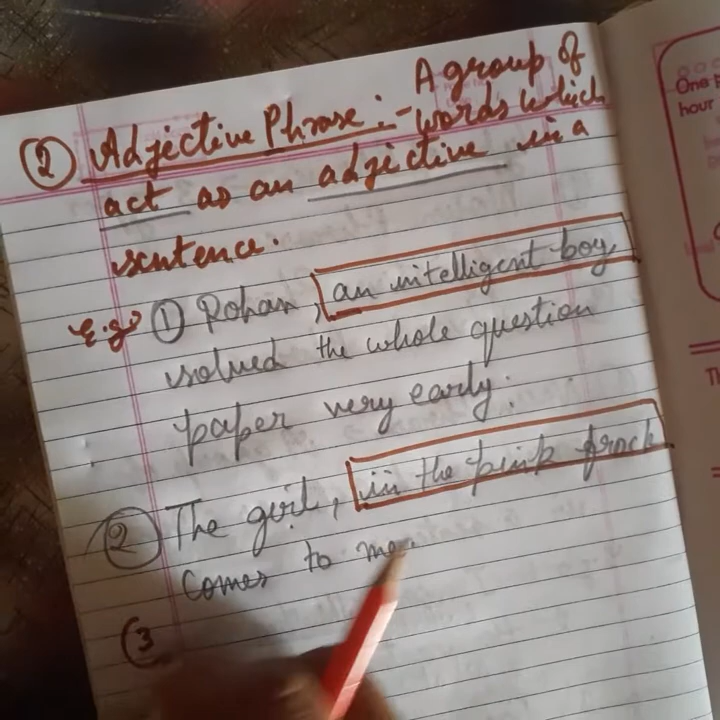 ② Adjective Phrase :- A group of
words which
act as an adjective in a
sentence.
e.g. ① Rohan, an intelligent boy,
solved the whole question
paper very early.
② The girl, in the pink frock
comes to me
(3
One
hour